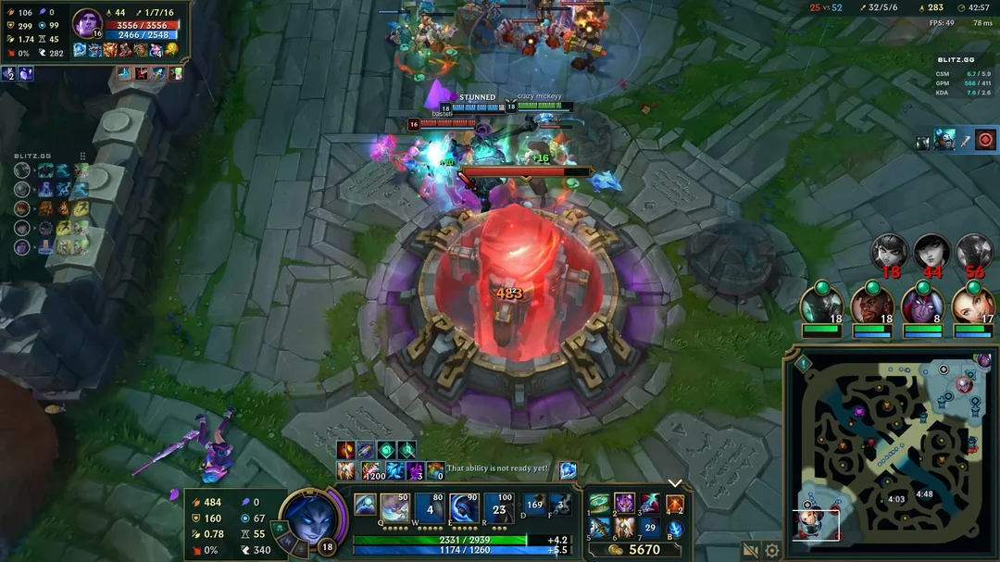 106 0 44 1/7/16
299 99 3556 / 3556
1.74 45 2466 / 2548
0% 282 16 4
2
25 vs 52 32/5/6 283 42:57
FPS: 49 78 ms
BLITZ.GG
CSM 6.7 / 5.9
GPM 568 / 411
KDA 7.6 / 2.6
BLITZ.GG
STUNNED crazy mickeyy
18 18
basteti
16
+16
483
18 44 56
18 18 8 17
4:03 4:48
1200 3 0 That ability is not ready yet!
484 0
160 67
0.78 55
0% 340
18
50 80 90 100
4 23 169
Q W E R D F
2331 / 2939 +4.2
1174 / 1260 +5.5
1 2 3 4 2
5 6 7 29 B
5670